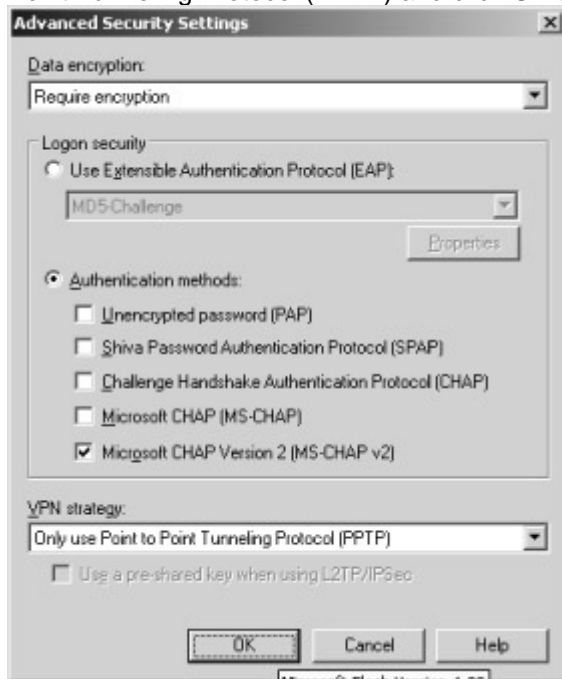 Advanced Security Settings
Data encryption:
Require encryption
Logon security
Use Extensible Authentication Protocol (EAP):
MD5-Challenge
Properties
Authentication methods:
Unencrypted password (PAP)
Shiva Password Authentication Protocol (SPAP)
Challenge Handshake Authentication Protocol (CHAP)
Microsoft CHAP (MS-CHAP)
Microsoft CHAP Version 2 (MS-CHAP v2)
VPN strategy:
Only use Point to Point Tunneling Protocol (PPTP)
Use a pre-shared key when using L2TP/IPSec
OK Cancel Help